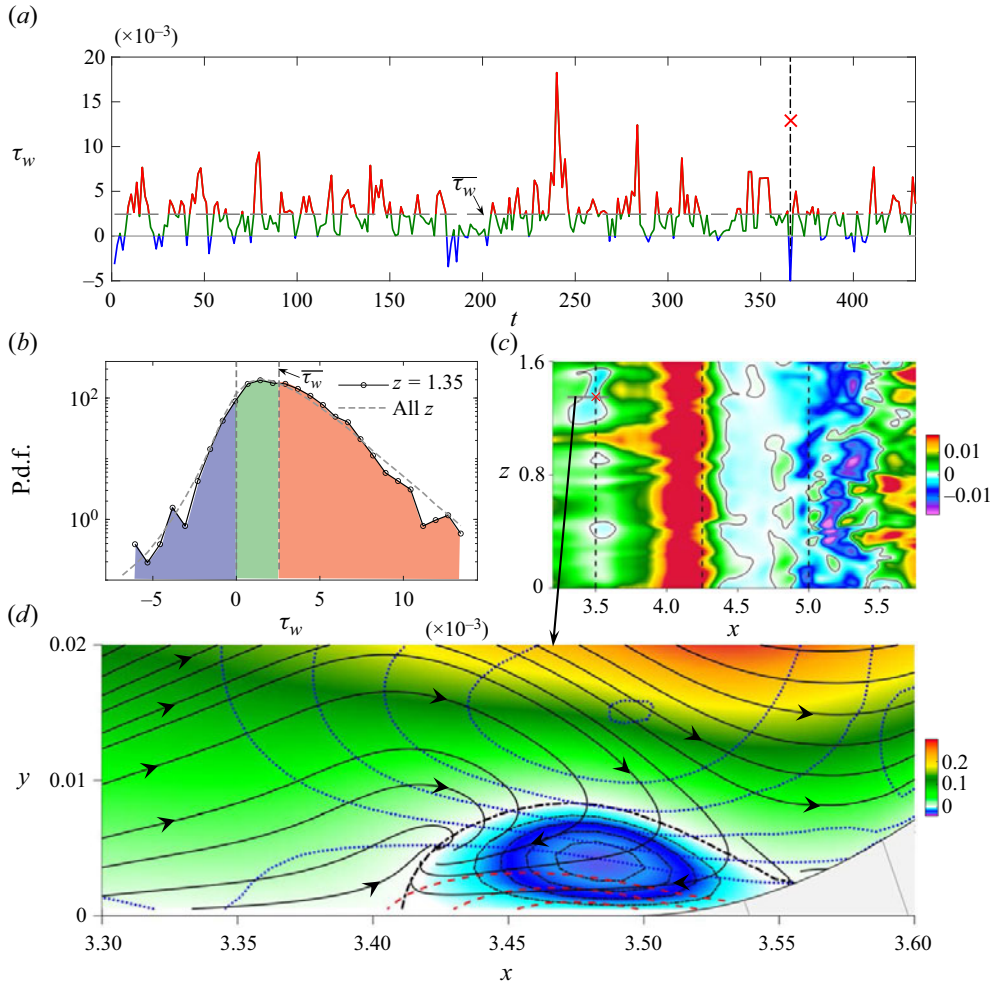 (a)
(×10⁻³)
20
15
10
5
0
−5
τw
τw
0
50
100
150
200
250
300
350
400
t
(b)
10²
10⁰
P.d.f.
τw
z = 1.35
All z
−5
0
5
10
τw
(×10⁻³)
(c)
1.6
0.8
0
z
3.5
4.0
4.5
5.0
5.5
x
0.01
0
−0.01
(d)
0.02
0.01
0
y
3.30
3.35
3.40
3.45
3.50
3.55
3.60
x
0.2
0.1
0